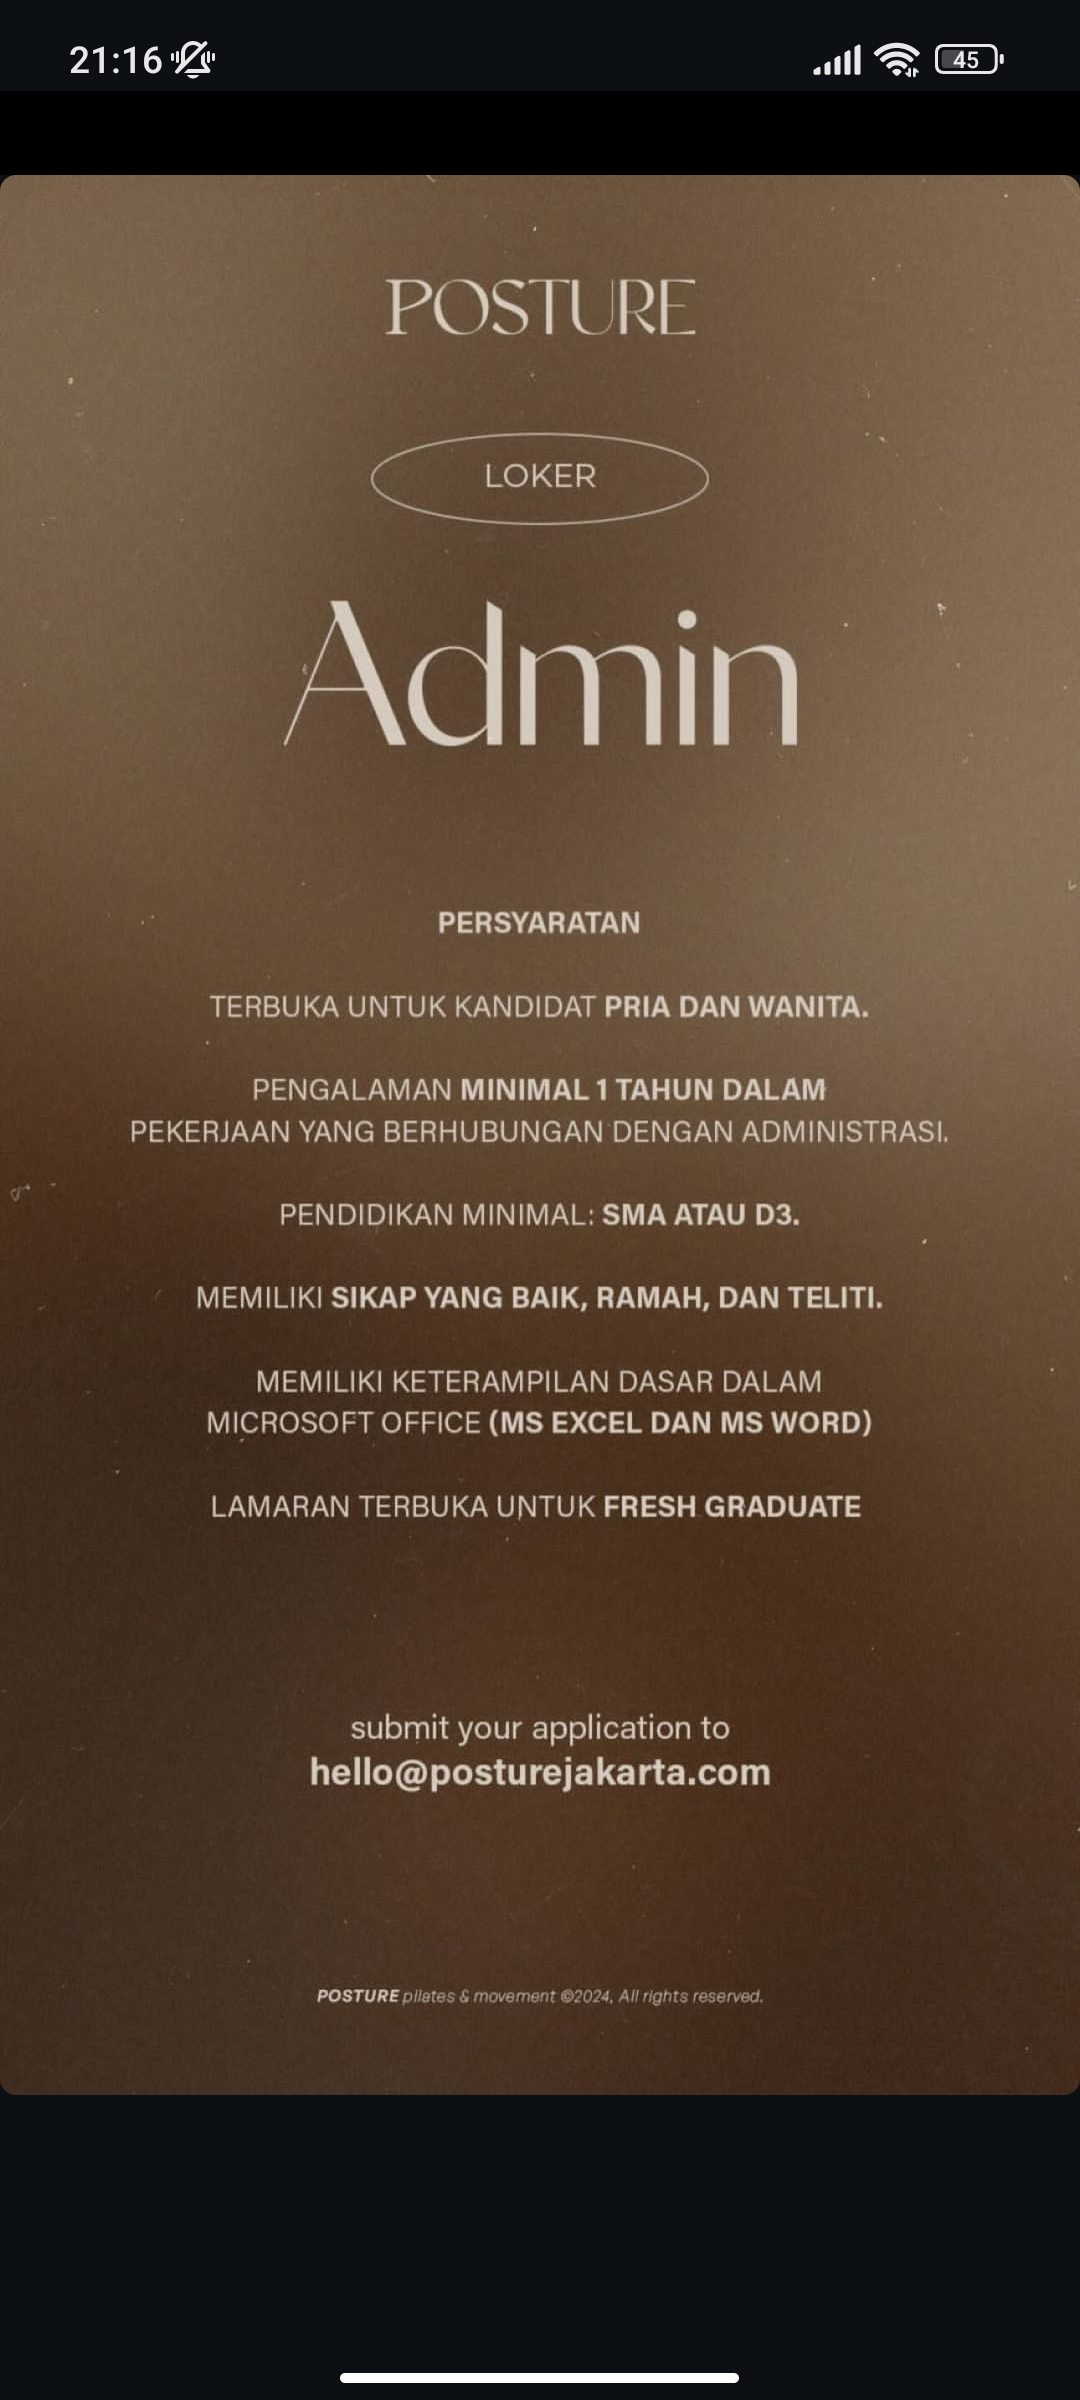 21:16
45
POSTURE
LOKER
Admin
PERSYARATAN
TERBUKA UNTUK KANDIDAT PRIA DAN WANITA.
PENGALAMAN MINIMAL 1 TAHUN DALAM
PEKERJAAN YANG BERHUBUNGAN DENGAN ADMINISTRASI.
PENDIDIKAN MINIMAL: SMA ATAU D3.
MEMILIKI SIKAP YANG BAIK, RAMAH, DAN TELITI.
MEMILIKI KETERAMPILAN DASAR DALAM
MICROSOFT OFFICE (MS EXCEL DAN MS WORD)
LAMARAN TERBUKA UNTUK FRESH GRADUATE
submit your application to
hello@posturejakarta.com
POSTURE pilates & movement ©2024, All rights reserved.